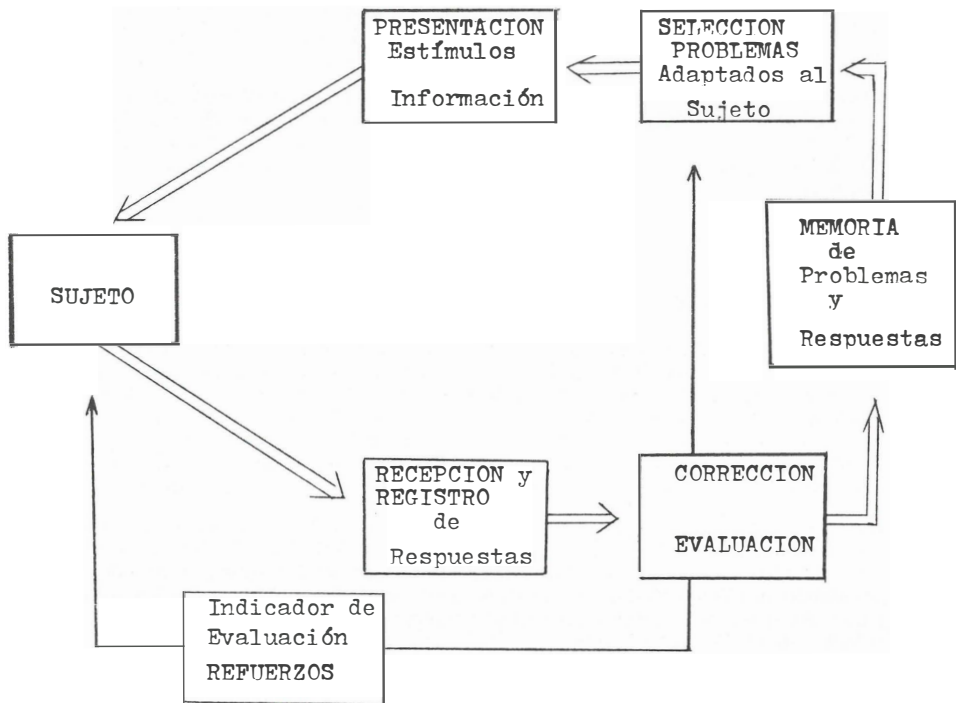 PRESENTACION
Estímulos
Información
SELECCION
PROBLEMAS
Adaptados al
Sujeto
SUJETO
MEMORIA
de
Problemas
y
Respuestas
RECEPCION y
REGISTRO
de
Respuestas
CORRECCION
EVALUACION
Indicador de
Evaluación
REFUERZOS